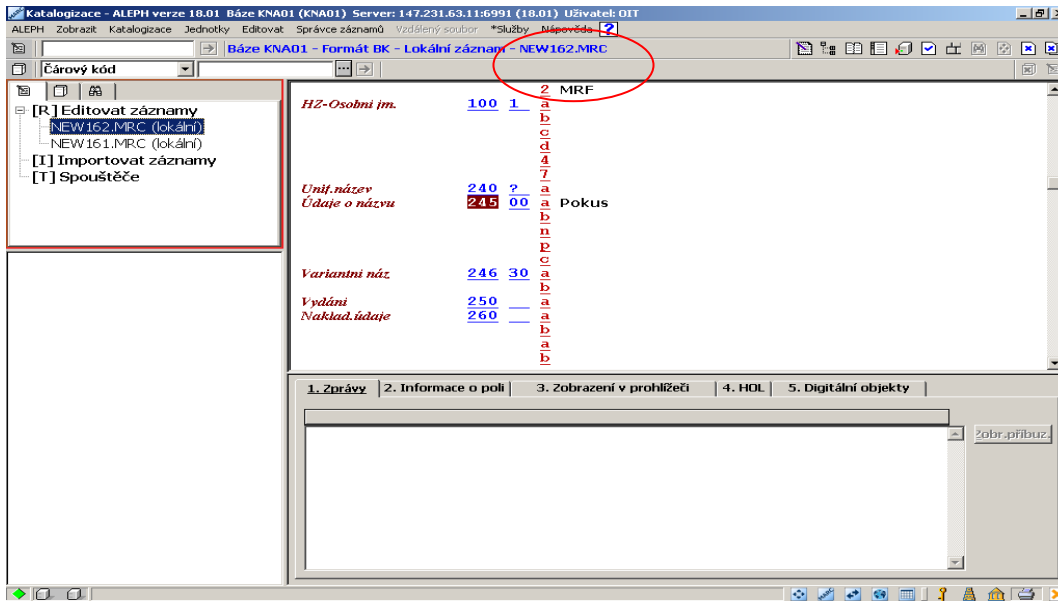 Katalogizace - ALEPH verze 18.01 Báze KNA01 (KNA01) Server: 147.231.63.11:6991 (18.01) Uživatel: OIT
ALEPH Zobrazit Katalogizace Jednotky Editovat Správce záznamů Vzdálený soubor *Služby Nápověda ?
Báze KNA01 - Formát BK - Lokální záznam - NEW162.MRC
Čárový kód
[R] Editovat záznamy
NEW162.MRC (lokální)
NEW161.MRC (lokální)
[I] Importovat záznamy
[T] Spouštěče
2 MRF
HZ-Osobní jm. 100 1 a
b
c
d
4
7
Unif.název 240 ? a
Údaje o názvu 245 00 a Pokus
b
n
p
c
Variantní náz 246 30 a
b
Vydání 250 a
Naklad.údaje 260 a
b
a
b
1. Zprávy 2. Informace o poli 3. Zobrazení v prohlížeči 4. HOL 5. Digitální objekty
Zobr.příbuz.